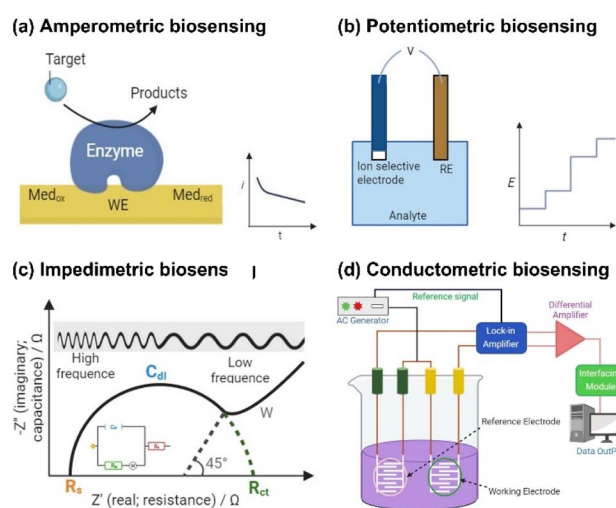 (a) Amperometric biosensing
Target
Products
Enzyme
Medox
WE
Medred
i
t
(b) Potentiometric biosensing
V
Ion selective
electrode
RE
Analyte
E
t
(c) Impedimetric biosens
-Z" (imaginary;
capacitance) / Ω
High
frequence
Cdl
Low
frequence
W
45°
Rs
Rct
Z' (real; resistance) / Ω
(d) Conductometric biosensing
Reference signal
AC Generator
Differential
Amplifier
Lock-in
Amplifier
Interfacing
Module
Data OutP
Reference Electrode
Working Electrode